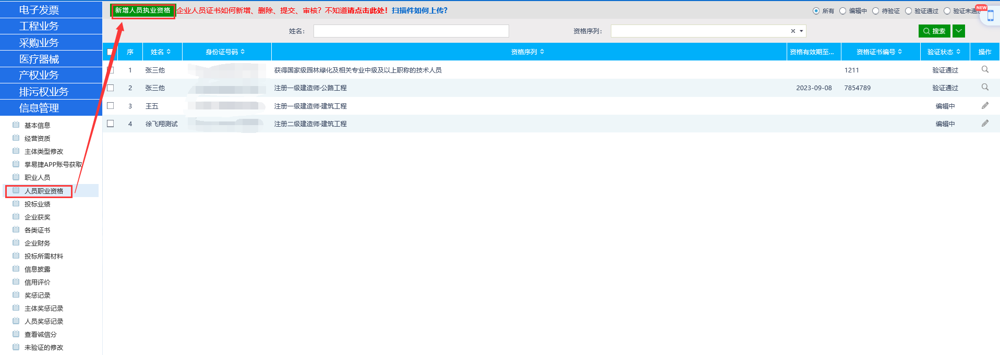 电子发票
工程业务
采购业务
医疗器械
产权业务
排污权业务
信息管理
基本信息
经营资质
主体类型修改
掌易捷APP账号获取
职业人员
人员职业资格
投标业绩
企业获奖
各类证书
企业财务
投标所需材料
信息披露
信用评价
奖惩记录
主体奖惩记录
人员奖惩记录
查看诚信分
未验证的修改
新增人员执业资格 企业人员证书如何新增、删除、提交、审核？不知道请点击此处！扫描件如何上传？
所有 编辑中 待验证 验证通过 验证未通过
NEW
姓名： 资格序列： 搜索
序 姓名 身份证号码 资格序列 资格有效期至... 资格证书编号 验证状态 操作
1 张三他 获得国家级园林绿化及相关专业中级及以上职称的技术人员 1211 验证通过
2 张三他 注册一级建造师·公路工程 2023-09-08 7854789 验证通过
3 王五 注册一级建造师·建筑工程 编辑中
4 徐飞翔测试 注册二级建造师·建筑工程 编辑中